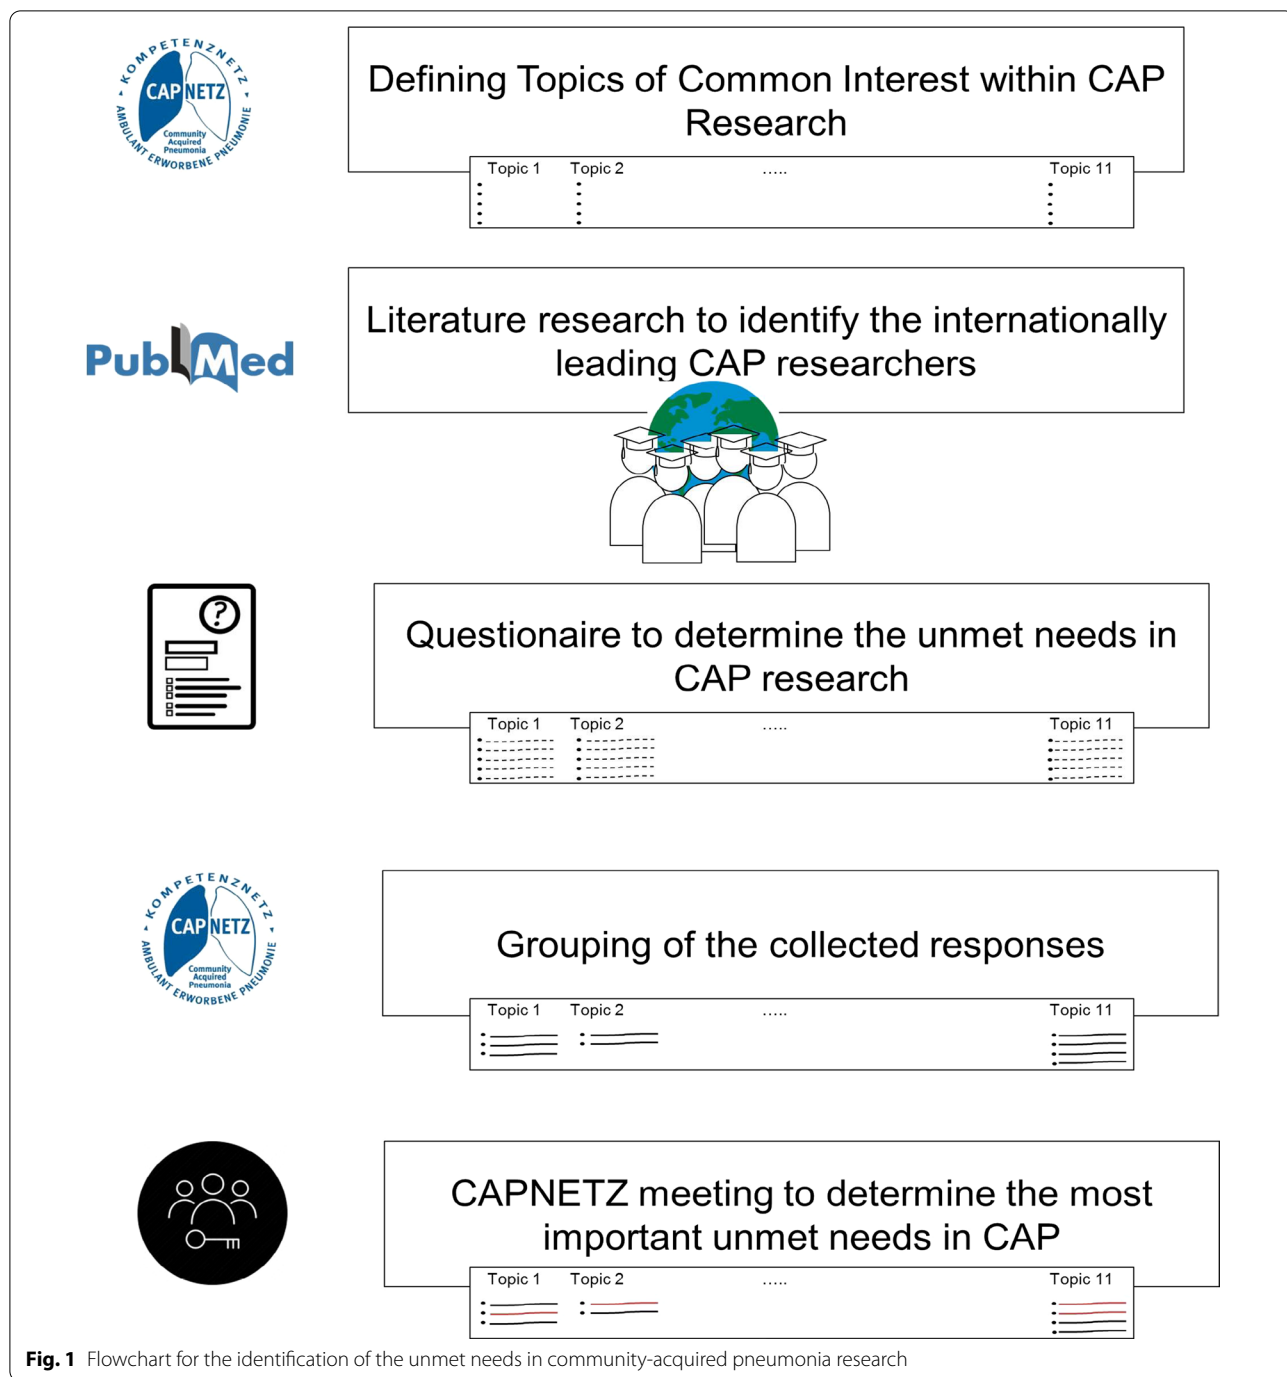 KOMPETENZNETZ
CAP NETZ
Community
Acquired
Pneumonia
AMBULANT ERWORBENE PNEUMONIE
Defining Topics of Common Interest within CAP
Research
Topic 1 Topic 2 ..... Topic 11
PubMed
Literature research to identify the internationally
leading CAP researchers
?
Questionaire to determine the unmet needs in
CAP research
Topic 1 Topic 2 ..... Topic 11
KOMPETENZNETZ
CAP NETZ
Community
Acquired
Pneumonia
AMBULANT ERWORBENE PNEUMONIE
Grouping of the collected responses
Topic 1 Topic 2 ..... Topic 11
CAPNETZ meeting to determine the most
important unmet needs in CAP
Topic 1 Topic 2 ..... Topic 11
Fig. 1 Flowchart for the identification of the unmet needs in community-acquired pneumonia research